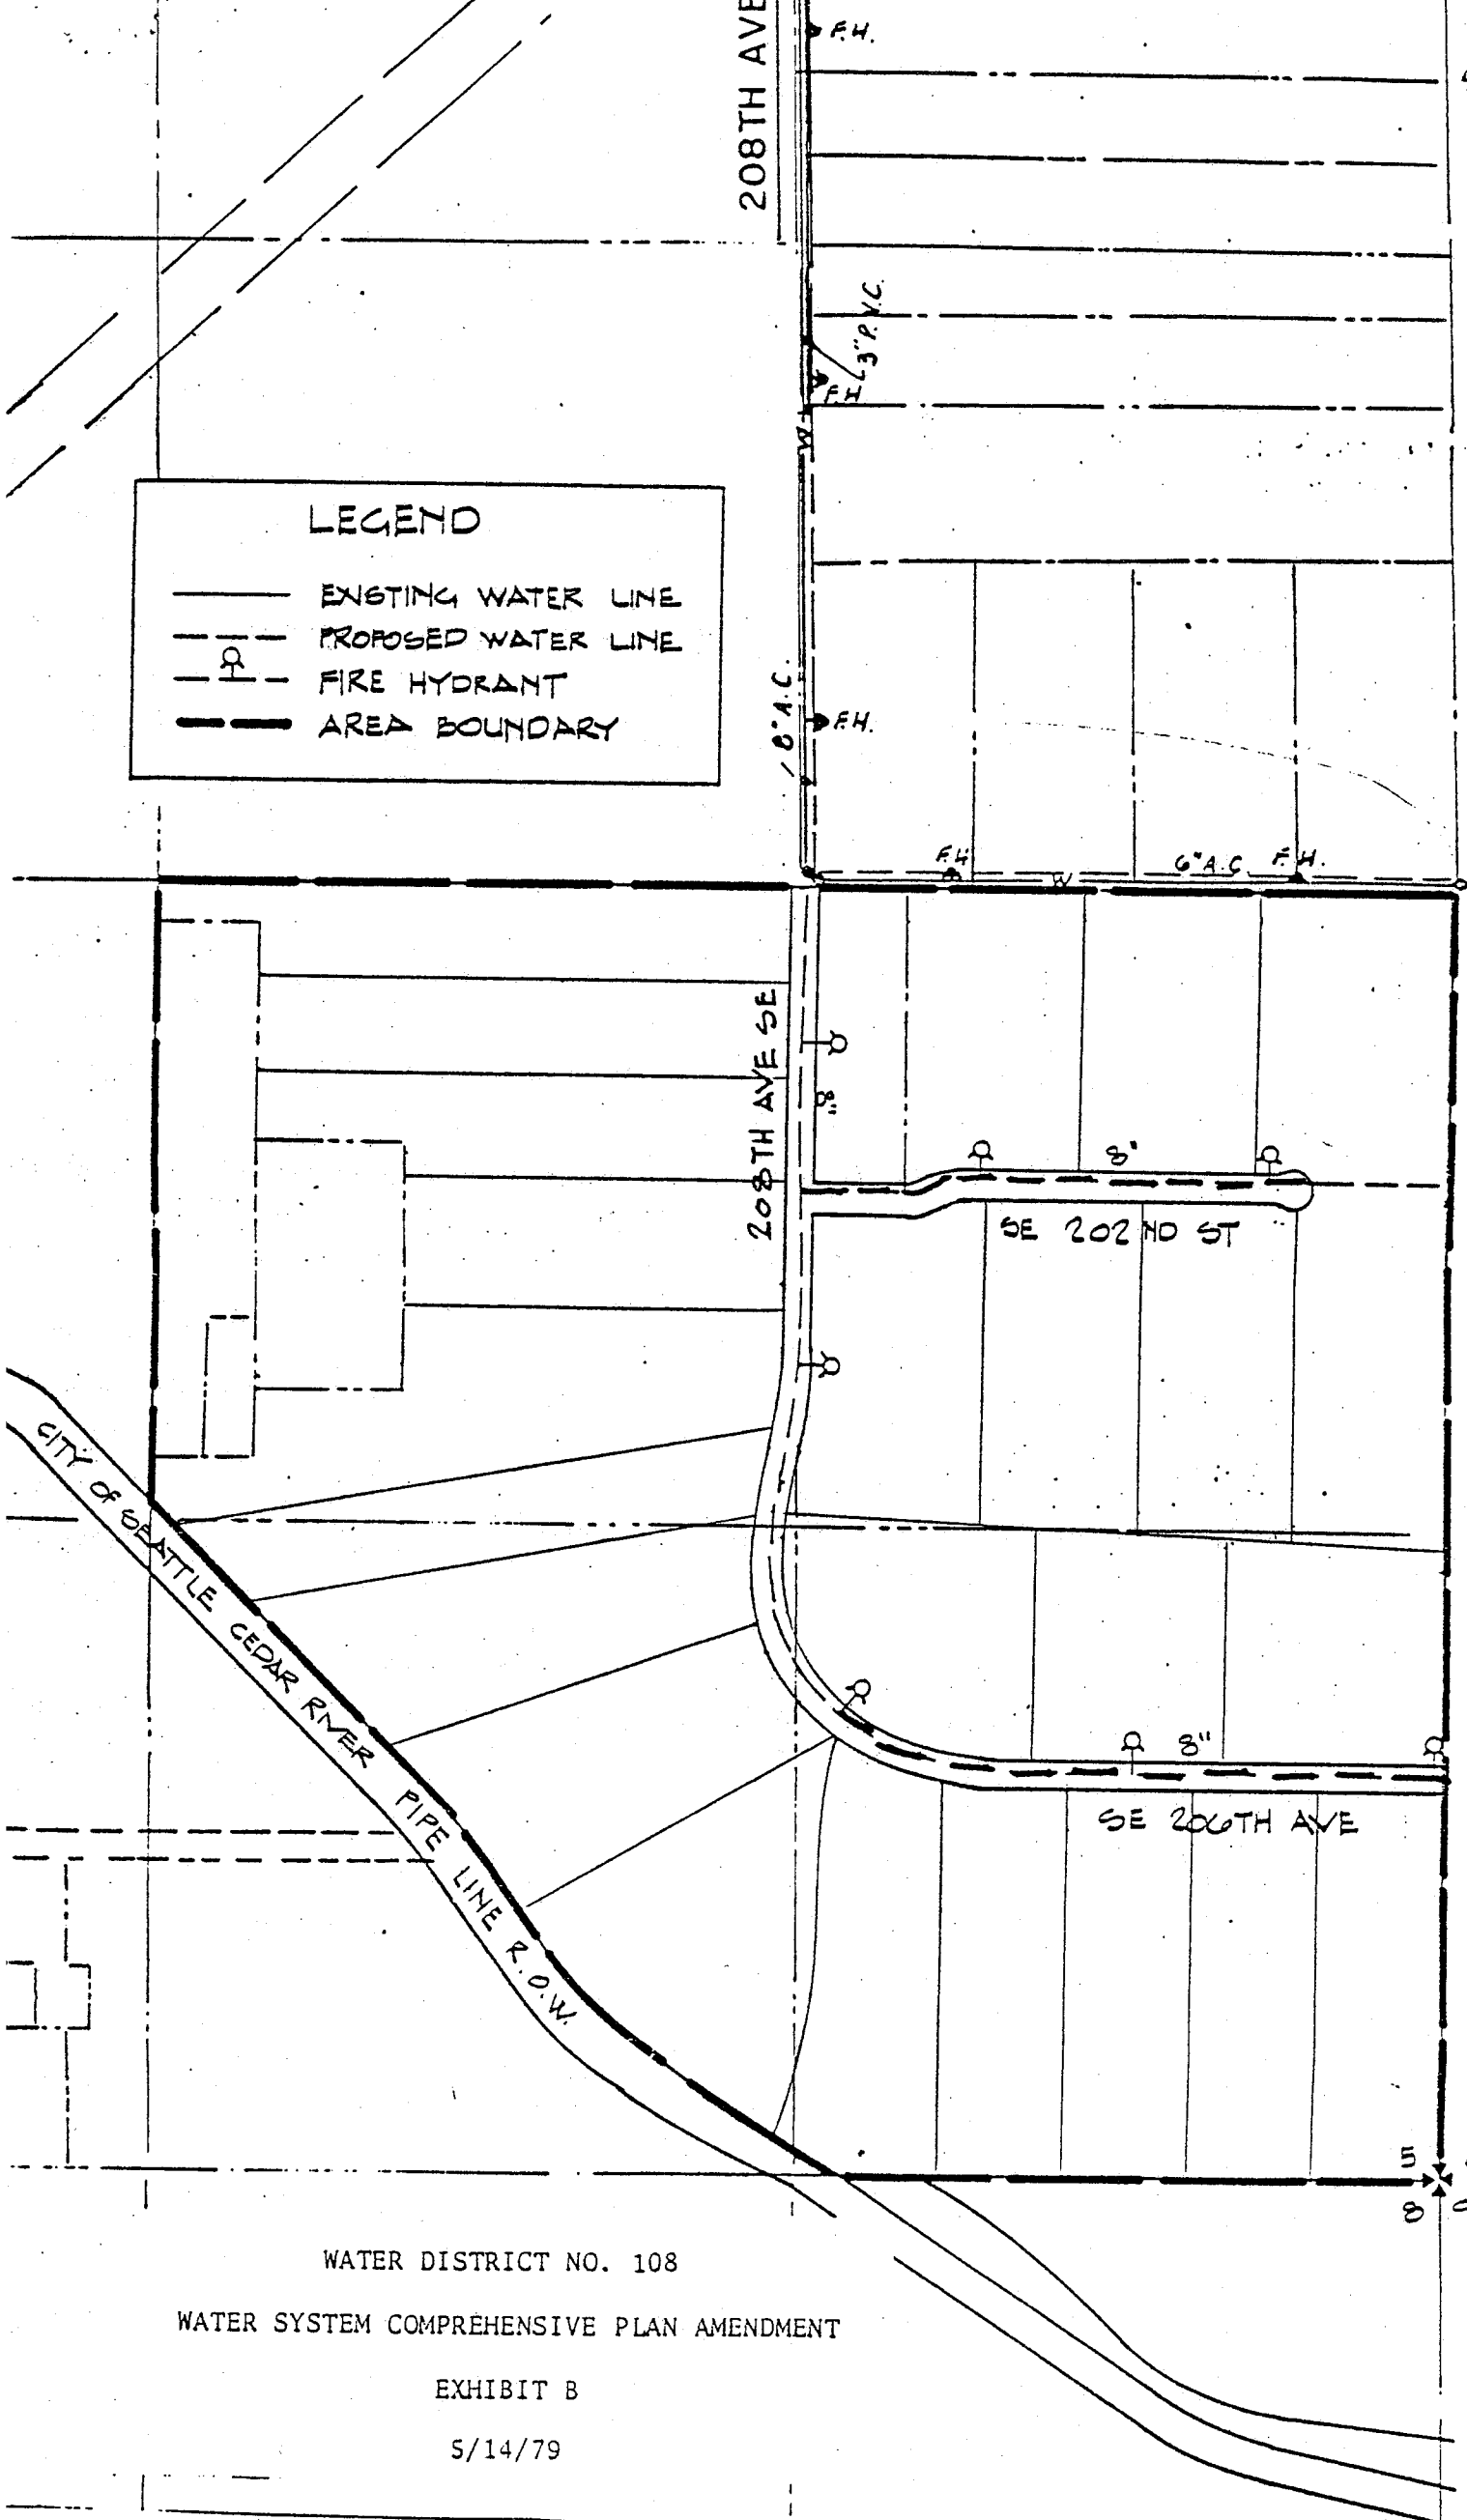 208TH AVE
F.H.
3" P.V.C.
F.H
W
LEGEND
EXISTING WATER LINE
PROPOSED WATER LINE
FIRE HYDRANT
AREA BOUNDARY
8" A.C.
F.H.
F.H
6" A.C.
F.H.
W
208TH AVE SE
8"
8"
SE 202ND ST
CITY of SEATTLE CEDAR RIVER PIPE LINE R.O.W.
8"
SE 206TH AVE
5
8
WATER DISTRICT NO. 108
WATER SYSTEM COMPREHENSIVE PLAN AMENDMENT
EXHIBIT B
5/14/79